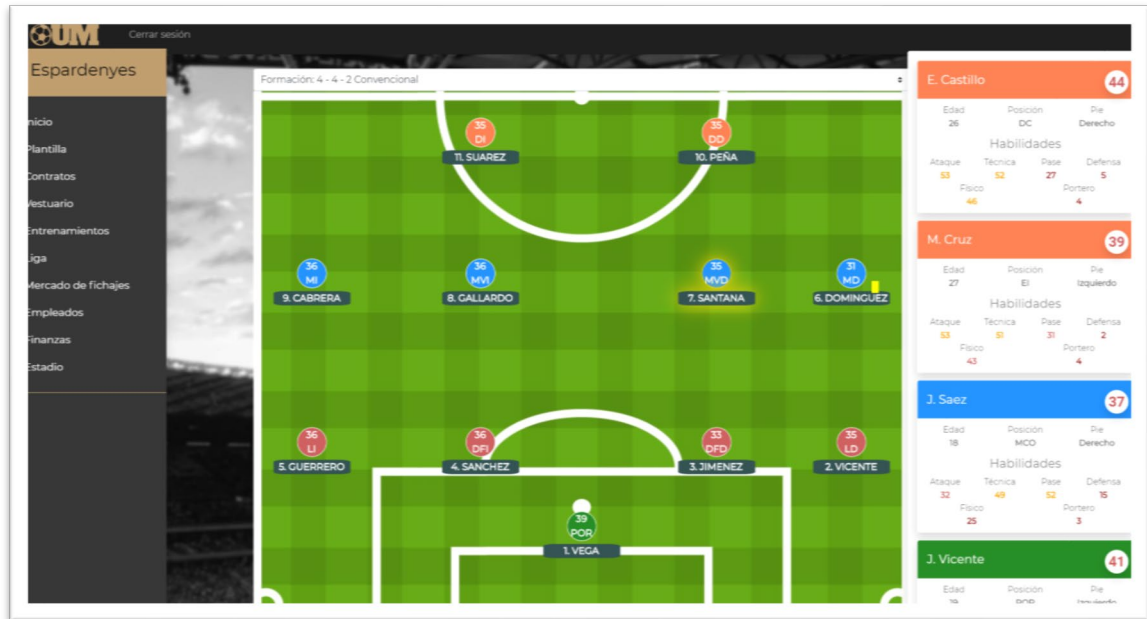 OUM
Cerrar sesión
Espardenyes
Inicio
Plantilla
Contratos
Vestuario
Entrenamientos
Liga
Mercado de fichajes
Empleados
Finanzas
Estadio
Formación: 4 - 4 - 2 Convencional
35
DI
11. SUAREZ
35
DD
10. PEÑA
36
MI
9. CABRERA
36
MVI
8. GALLARDO
35
MVD
7. SANTANA
31
MD
6. DOMINGUEZ
36
LI
5. GUERRERO
36
DFI
4. SANCHEZ
33
DFD
3. JIMENEZ
35
LD
2. VICENTE
39
POR
1. VEGA
E. Castillo 44
Edad Posición Pie
26 DC Derecho
Habilidades
Ataque Técnica Pase Defensa
53 52 27 5
Físico Portero
46 4
M. Cruz 39
Edad Posición Pie
27 EI Izquierdo
Habilidades
Ataque Técnica Pase Defensa
53 51 31 2
Físico Portero
43 4
J. Saez 37
Edad Posición Pie
18 MCO Derecho
Habilidades
Ataque Técnica Pase Defensa
32 49 52 15
Físico Portero
25 3
J. Vicente 41
Edad Posición Pie
19 POR Izquierdo